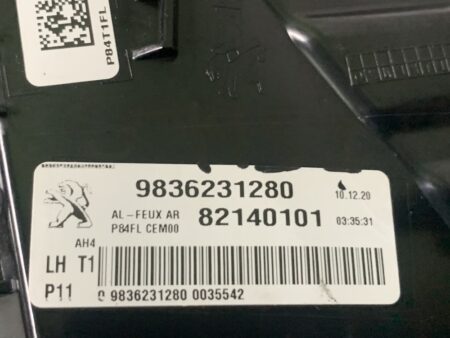 P84T1FL
9836231280
10.12.20
AL-FEUX AR
82140101
03:35:31
P84FL CEM00
AH4
LH T1
P11
0 9836231280 0035542